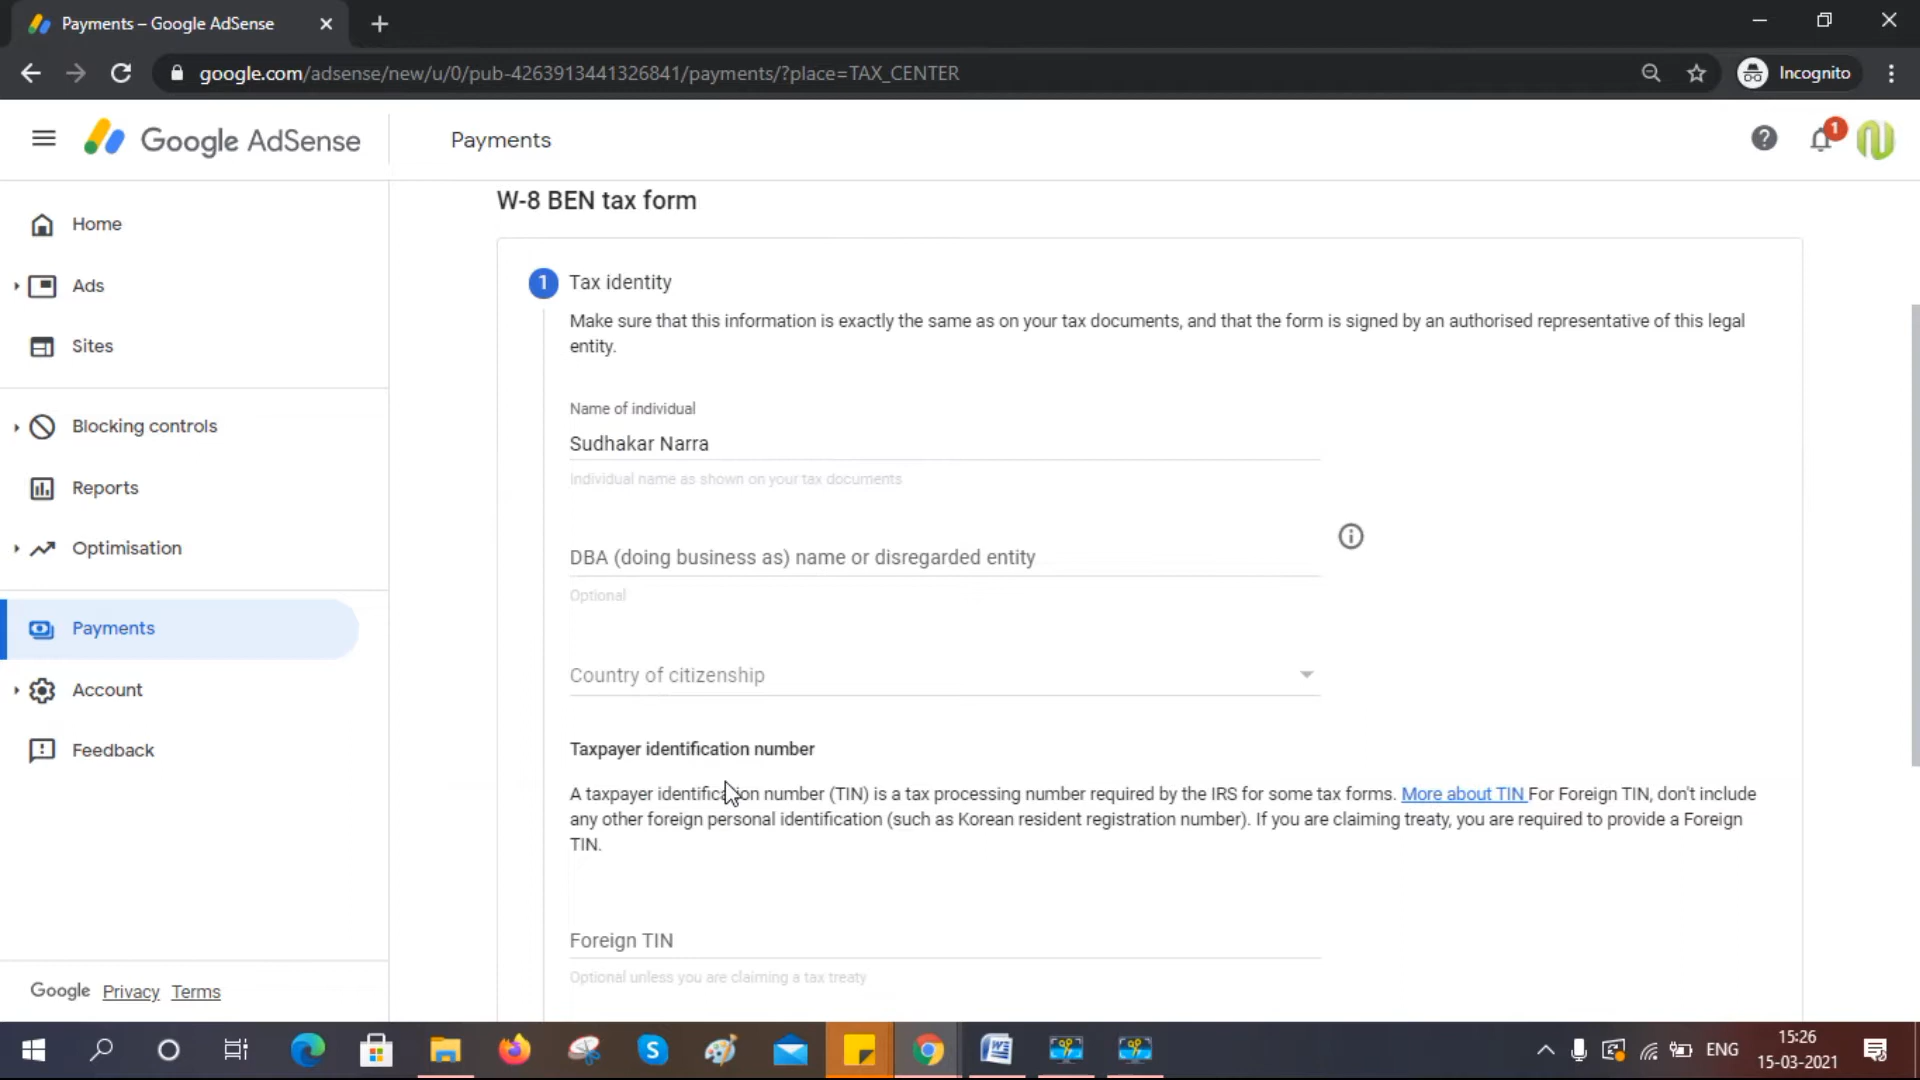 Payments – Google AdSense
google.com/adsense/new/u/0/pub-4263913441326841/payments/?place=TAX_CENTER
Incognito
Google AdSense
Payments
1
Home
Ads
Sites
Blocking controls
Reports
Optimisation
Payments
Account
Feedback
Google Privacy Terms
W-8 BEN tax form
1 Tax identity
Make sure that this information is exactly the same as on your tax documents, and that the form is signed by an authorised representative of this legal
entity.
Name of individual
Sudhakar Narra
Individual name as shown on your tax documents
DBA (doing business as) name or disregarded entity
Optional
Country of citizenship
Taxpayer identification number
A taxpayer identification number (TIN) is a tax processing number required by the IRS for some tax forms. More about TIN For Foreign TIN, don't include
any other foreign personal identification (such as Korean resident registration number). If you are claiming treaty, you are required to provide a Foreign
TIN.
Foreign TIN
Optional unless you are claiming a tax treaty
ENG
15:26
15-03-2021